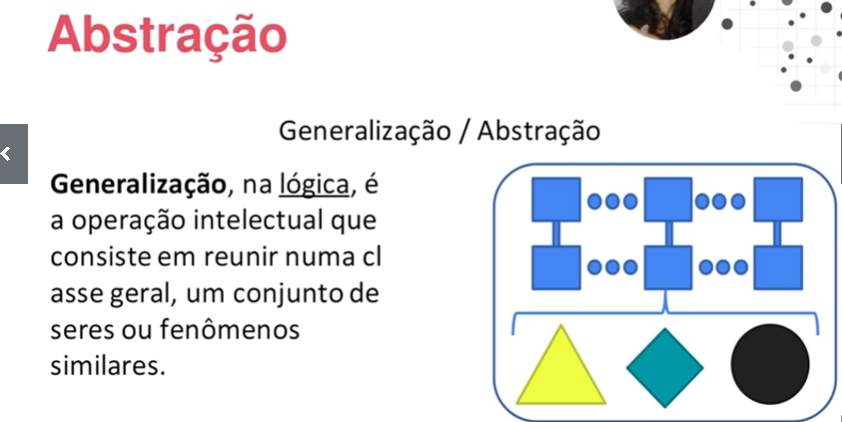 Abstração
Generalização / Abstração
Generalização, na lógica, é
a operação intelectual que
consiste em reunir numa cl
asse geral, um conjunto de
seres ou fenômenos
similares.